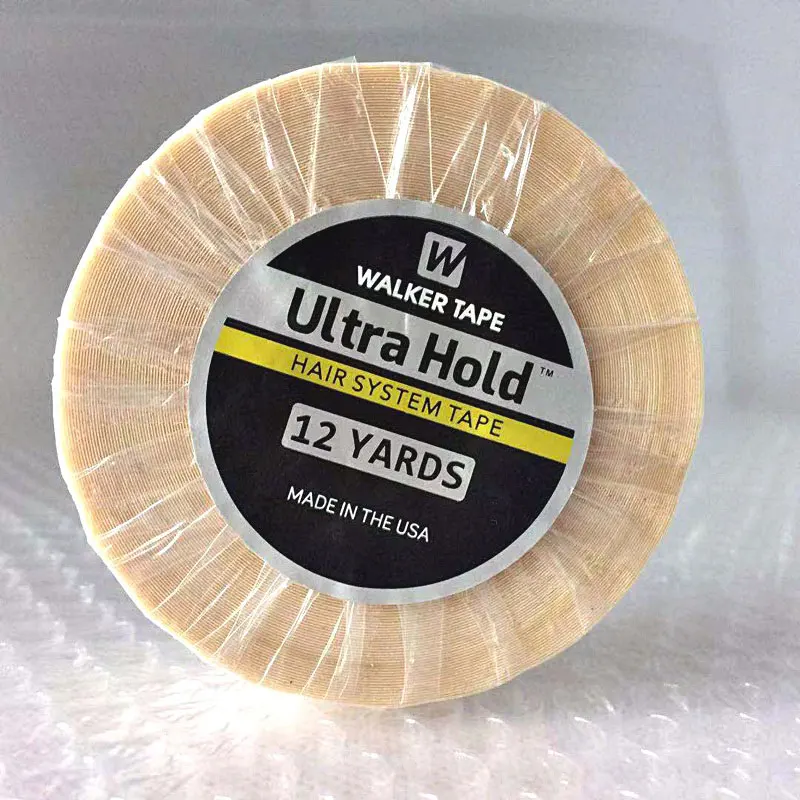 W
WALKER TAPE
Ultra Hold™
HAIR SYSTEM TAPE
12 YARDS
MADE IN THE USA